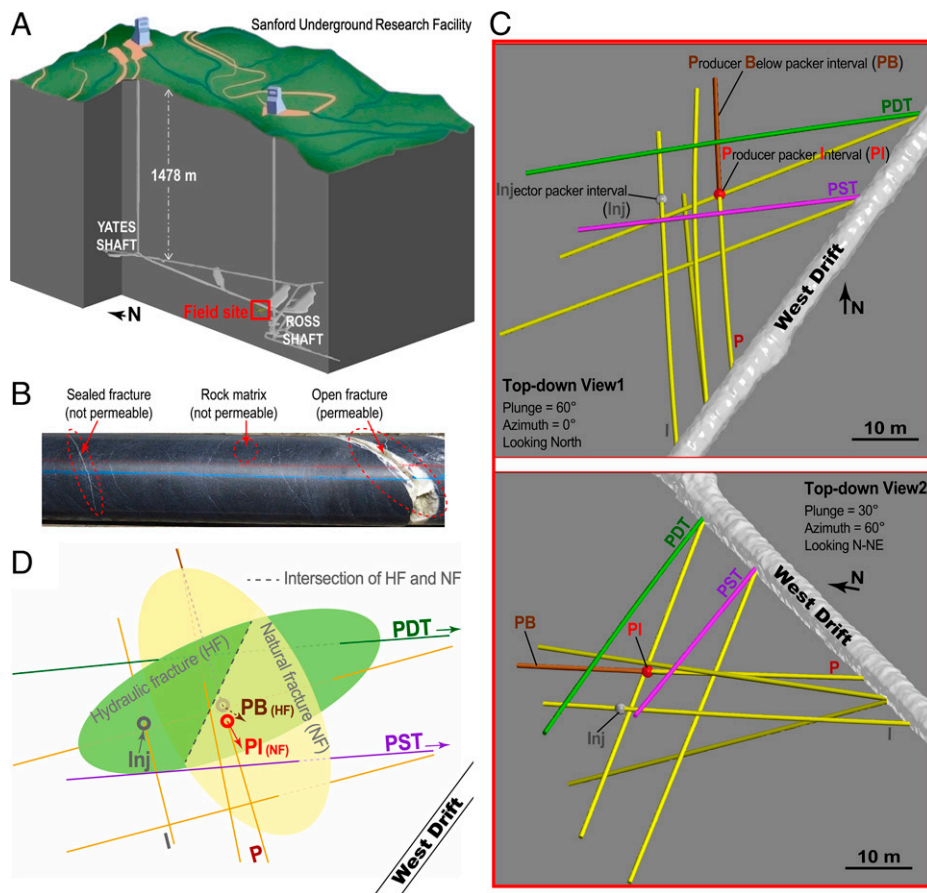 A
Sanford Underground Research Facility
1478 m
YATES
SHAFT
N
Field site
ROSS
SHAFT
B
Sealed fracture
(not permeable)
Rock matrix
(not permeable)
Open fracture
(permeable)
C
Producer Below packer interval (PB)
PDT
Producer packer Interval (PI)
Injector packer interval
(Inj)
PST
West Drift
N
P
I
Top-down View1
Plunge = 60°
Azimuth = 0°
Looking North
10 m
Top-down View2
Plunge = 30°
Azimuth = 60°
Looking N-NE
N
PDT
PST
West Drift
PB
PI
P
Inj
I
10 m
D
Intersection of HF and NF
PDT
Hydraulic fracture (HF)
Natural fracture (NF)
PB (HF)
PI (NF)
Inj
PST
I
P
West Drift